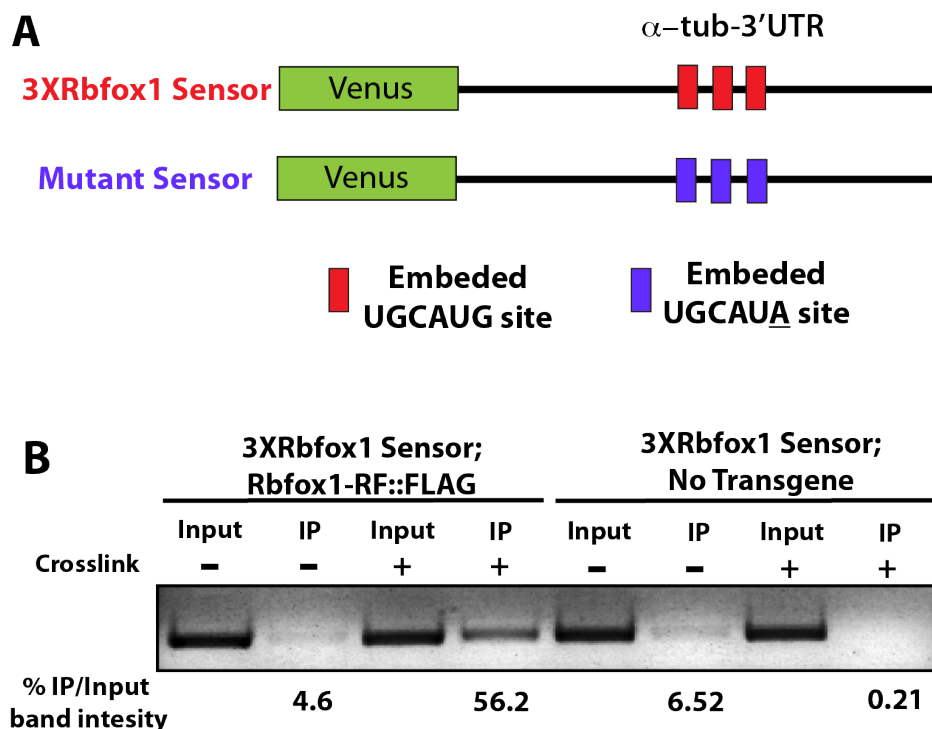 A
α–tub-3’UTR
3XRbfox1 Sensor
Venus
Mutant Sensor
Venus
Embeded
UGCAUG site
Embeded
UGCAUA site
B
3XRbfox1 Sensor;
Rbfox1-RF::FLAG
3XRbfox1 Sensor;
No Transgene
Input IP Input IP Input IP Input IP
Crosslink - - + + - - + +
% IP/Input
band intesity
4.6 56.2 6.52 0.21